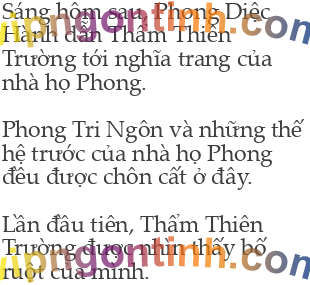 Sáng hôm sau, Phong Diệc
Hành dẫn Thẩm Thiên
Trường tới nghĩa trang của
nhà họ Phong.
Phong Tri Ngôn và những thế
hệ trước của nhà họ Phong
đều được chôn cất ở đây.
Lần đầu tiên, Thẩm Thiên
Trường được nhìn thấy bố
ruột của mình.
vipngontinh.com
vipngontinh.com